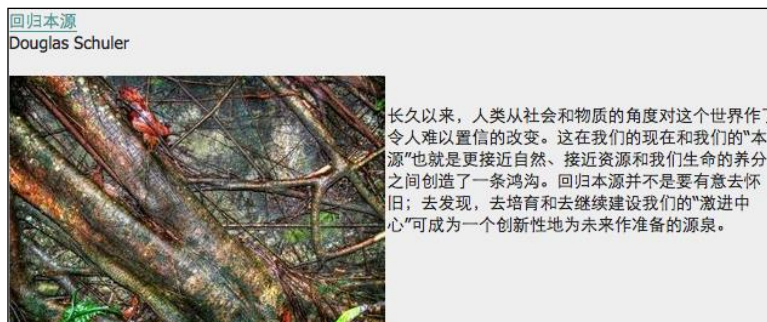 回归本源
Douglas Schuler
长久以来，人类从社会和物质的角度对这个世界作了
令人难以置信的改变。这在我们的现在和我们的“本
源”也就是更接近自然、接近资源和我们生命的养分
之间创造了一条鸿沟。回归本源并不是要有意去怀
旧；去发现，去培育和去继续建设我们的“激进中
心”可成为一个创新性地为未来作准备的源泉。